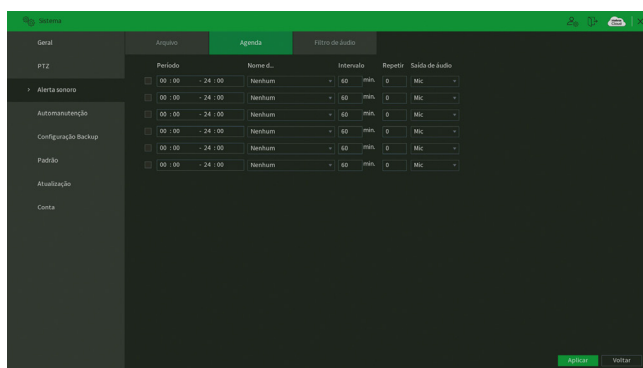 Sistema
Geral
PTZ
Alerta sonoro
Automanutenção
Configuração Backup
Padrão
Atualização
Conta
Arquivo Agenda Filtro de áudio
Período Nome d... Intervalo Repetir Saída de áudio
00 : 00 - 24 : 00 Nenhum 60 min. 0 Mic
00 : 00 - 24 : 00 Nenhum 60 min. 0 Mic
00 : 00 - 24 : 00 Nenhum 60 min. 0 Mic
00 : 00 - 24 : 00 Nenhum 60 min. 0 Mic
00 : 00 - 24 : 00 Nenhum 60 min. 0 Mic
00 : 00 - 24 : 00 Nenhum 60 min. 0 Mic
Aplicar Voltar